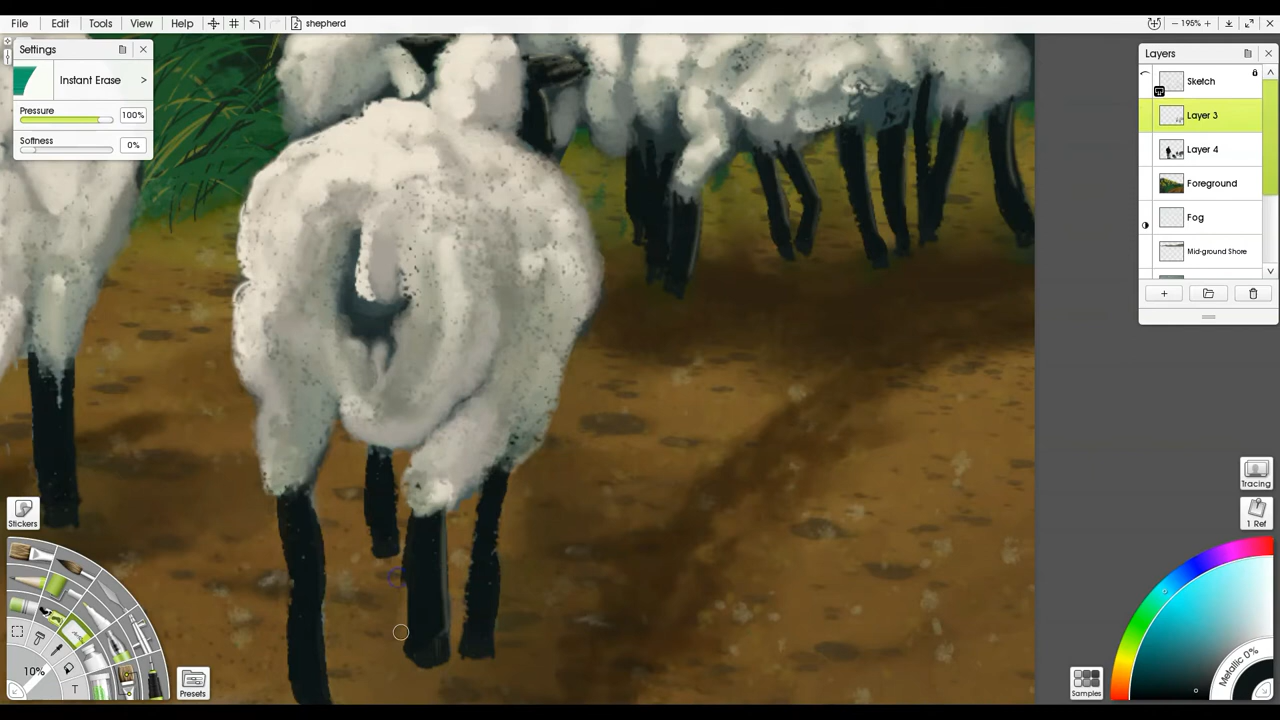 File Edit Tools View Help shepherd − 195% +
Settings
Instant Erase >
Pressure
100%
Softness
0%
Layers
Sketch
Layer 3
Layer 4
Foreground
Fog
Mid-ground Shore
Stickers
Tracing
1 Ref
10%
T
Presets
Samples
Metallic 0%